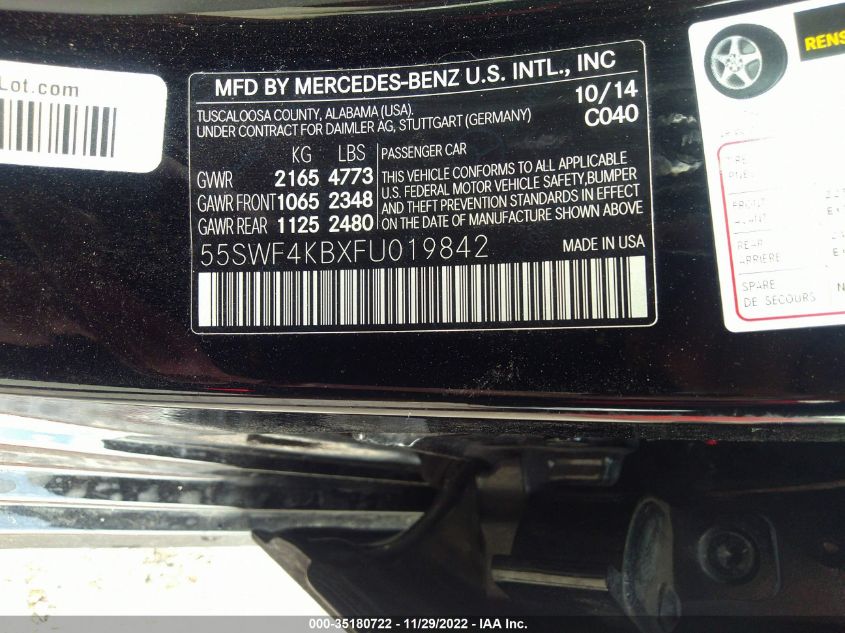 Lot.com
MFD BY MERCEDES-BENZ U.S. INTL., INC
TUSCALOOSA COUNTY, ALABAMA (USA).
UNDER CONTRACT FOR DAIMLER AG, STUTTGART (GERMANY)
10/14
C040
KG LBS
GVWR 2165 4773
GAWR FRONT 1065 2348
GAWR REAR 1125 2480
PASSENGER CAR
THIS VEHICLE CONFORMS TO ALL APPLICABLE
U.S. FEDERAL MOTOR VEHICLE SAFETY, BUMPER
AND THEFT PREVENTION STANDARDS IN EFFECT
ON THE DATE OF MANUFACTURE SHOWN ABOVE
55SWF4KBXFU019842
MADE IN USA
RENS
TIRE
FRONT
AVANT
REAR
ARRIÈRE
SPARE
DE SECOURS
000-35180722 - 11/29/2022 - IAA Inc.